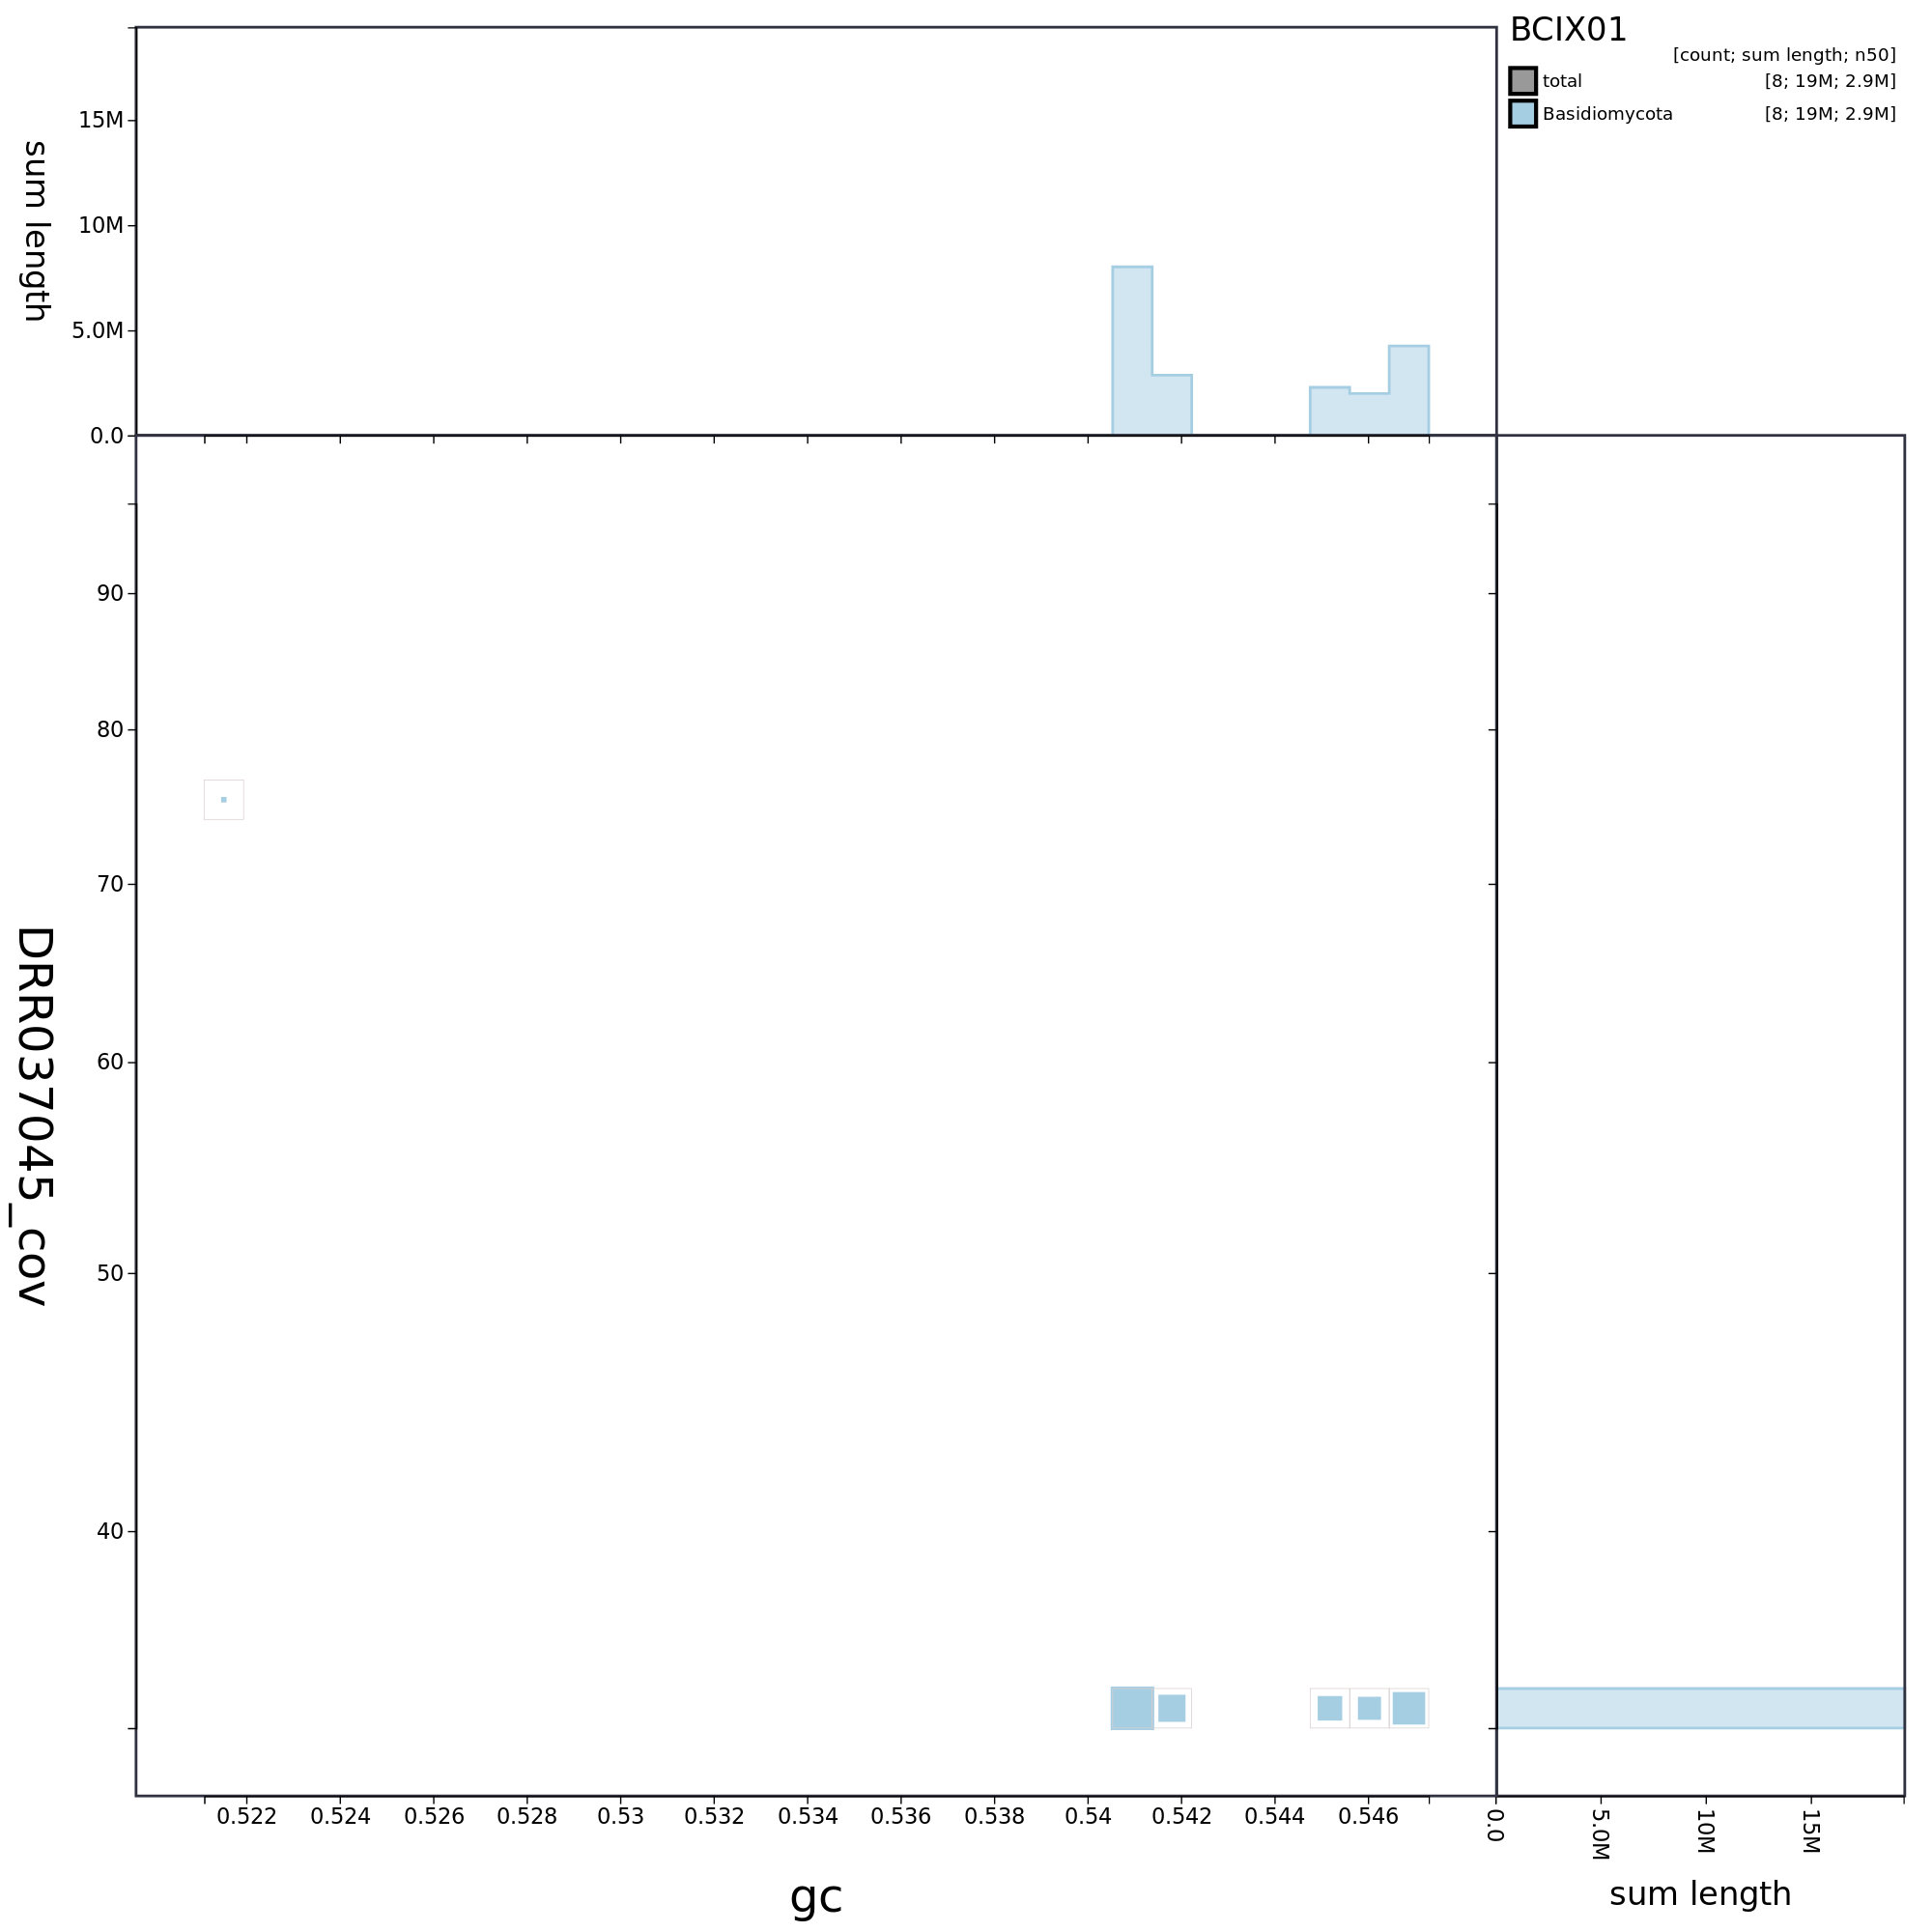 BCIX01
[count; sum length; n50]
total [8; 19M; 2.9M]
Basidiomycota [8; 19M; 2.9M]
sum length
15M
10M
5.0M
0.0
DRR037045_cov
90
80
70
60
50
40
0.522 0.524 0.526 0.528 0.53 0.532 0.534 0.536 0.538 0.54 0.542 0.544 0.546
gc
0.0 5.0M 10M 15M
sum length